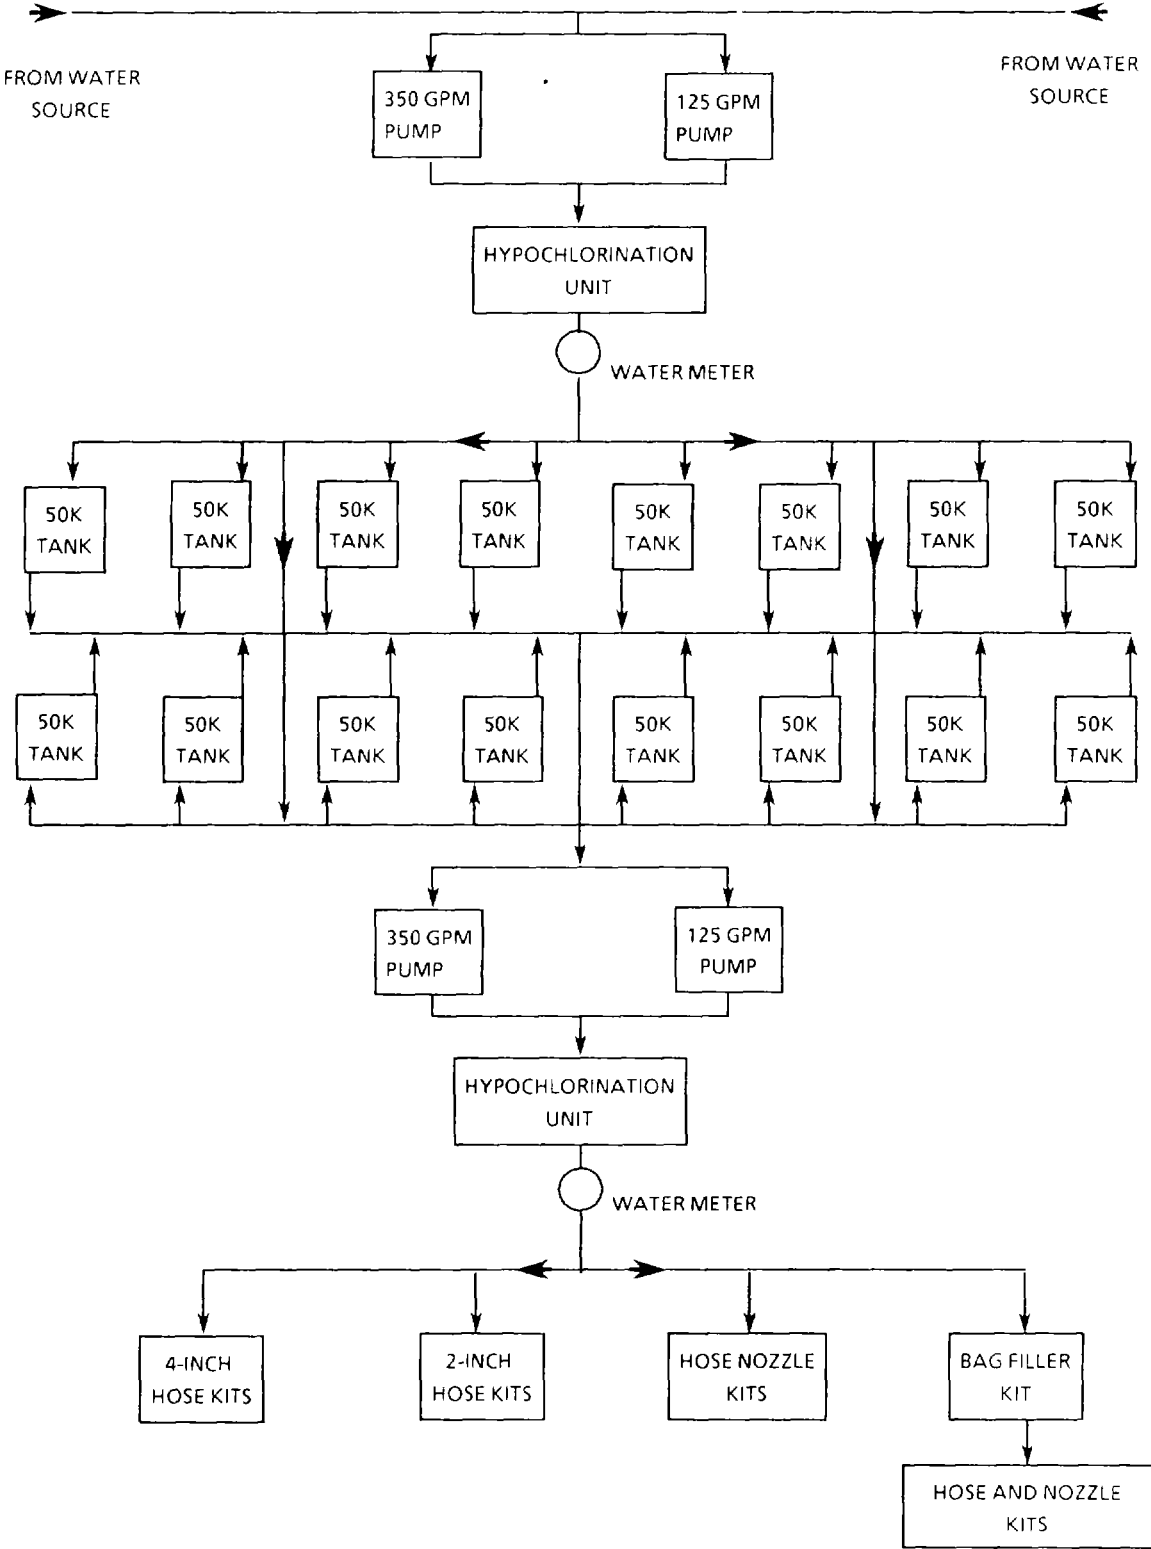 FROM WATER
SOURCE
FROM WATER
SOURCE
350 GPM
PUMP
125 GPM
PUMP
HYPOCHLORINATION
UNIT
WATER METER
50K
TANK
50K
TANK
50K
TANK
50K
TANK
50K
TANK
50K
TANK
50K
TANK
50K
TANK
50K
TANK
50K
TANK
50K
TANK
50K
TANK
50K
TANK
50K
TANK
50K
TANK
50K
TANK
350 GPM
PUMP
125 GPM
PUMP
HYPOCHLORINATION
UNIT
WATER METER
4-INCH
HOSE KITS
2-INCH
HOSE KITS
HOSE NOZZLE
KITS
BAG FILLER
KIT
HOSE AND NOZZLE
KITS